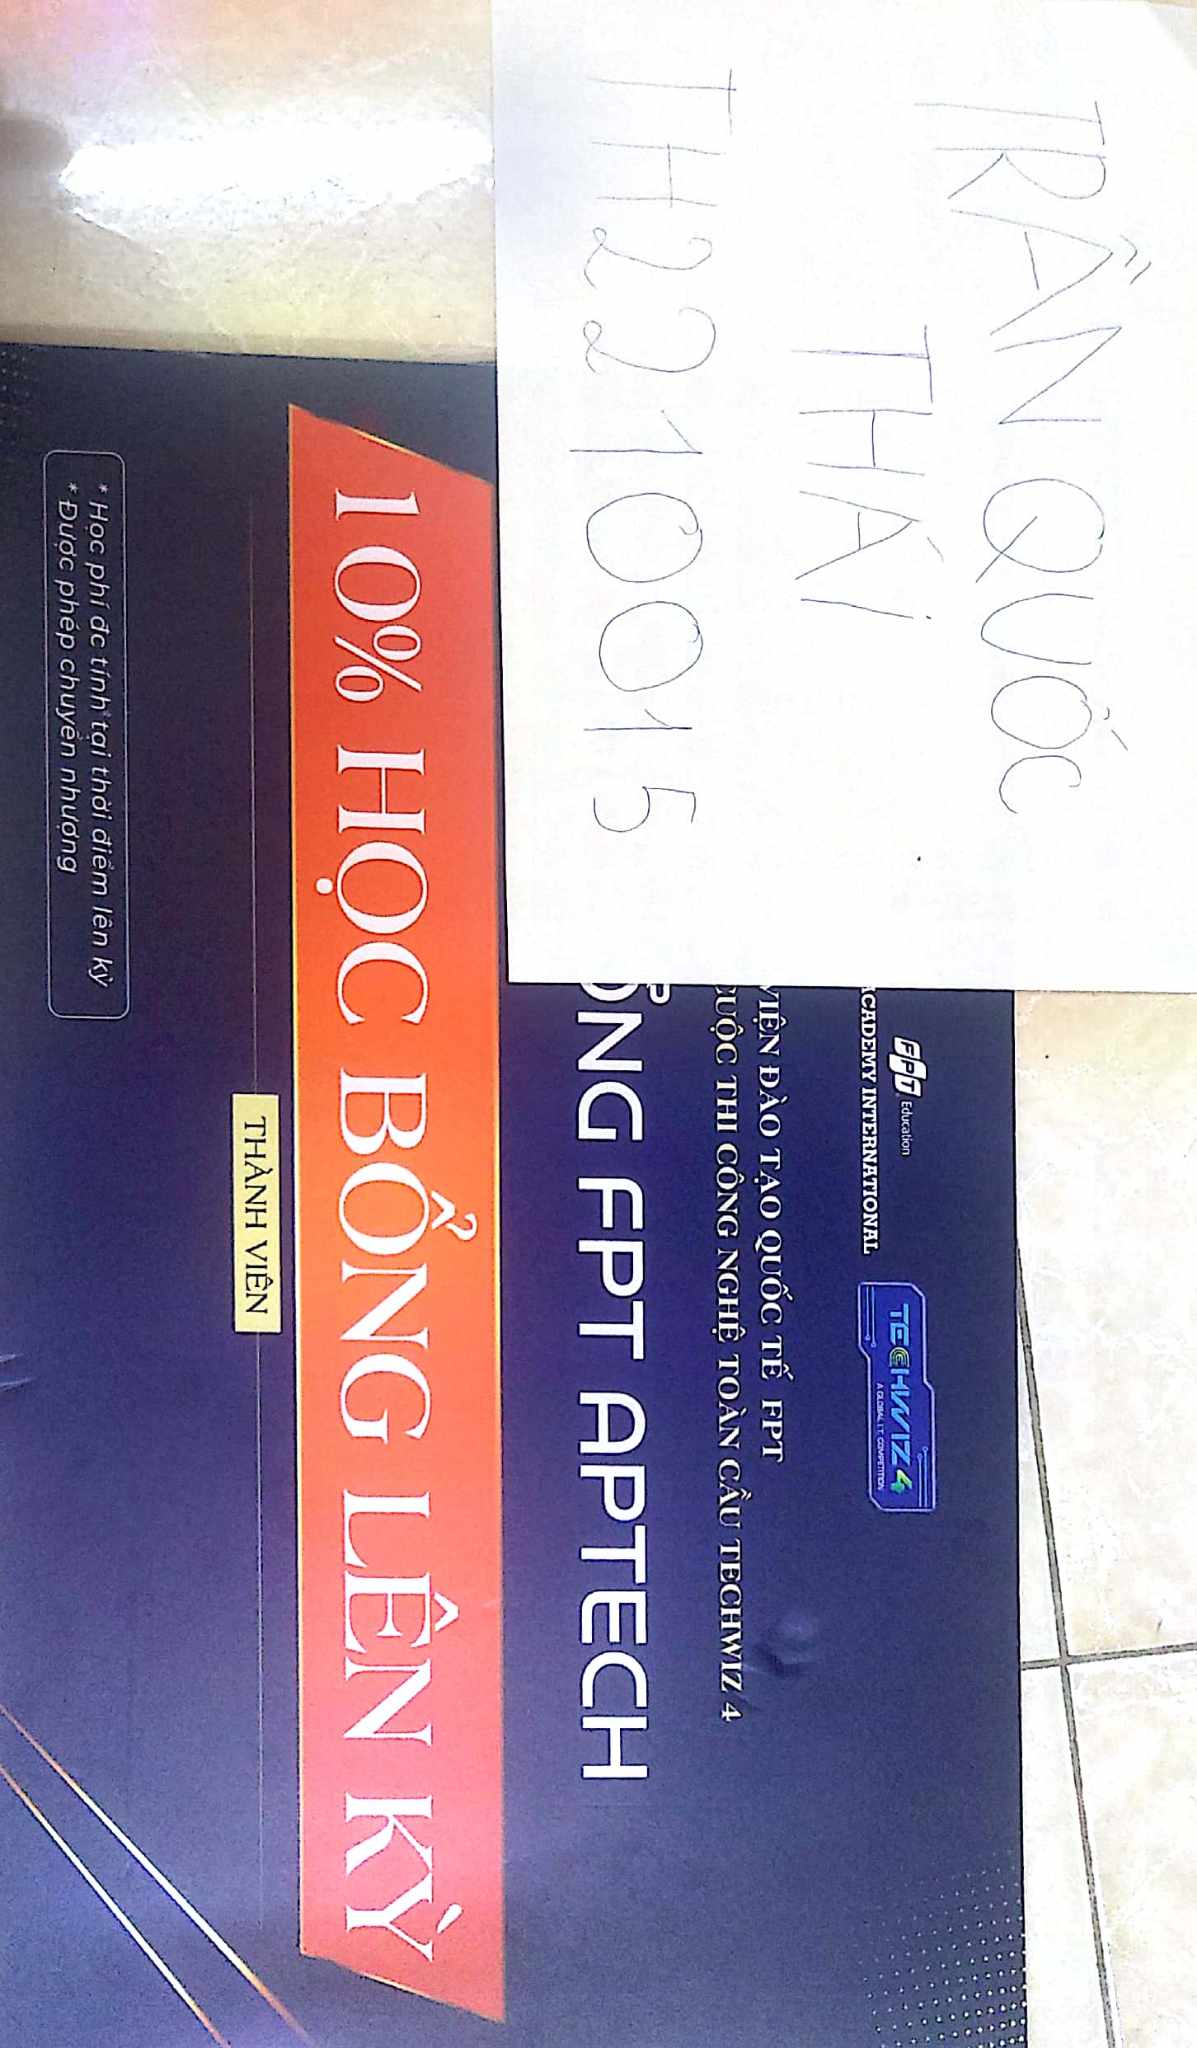 TRẦN QUỐC
THÁI
TH2210015
FPT Education
ACADEMY INTERNATIONAL
TECHWIZ 4
A GLOBAL I.T. COMPETITION
VIỆN ĐÀO TẠO QUỐC TẾ FPT
CUỘC THI CÔNG NGHỆ TOÀN CẦU TECHWIZ 4
FPT APTECH
10% HỌC BỔNG LÊN KỲ
THÀNH VIÊN
* Học phí đc tính tại thời điểm lên kỳ
* Được phép chuyển nhượng